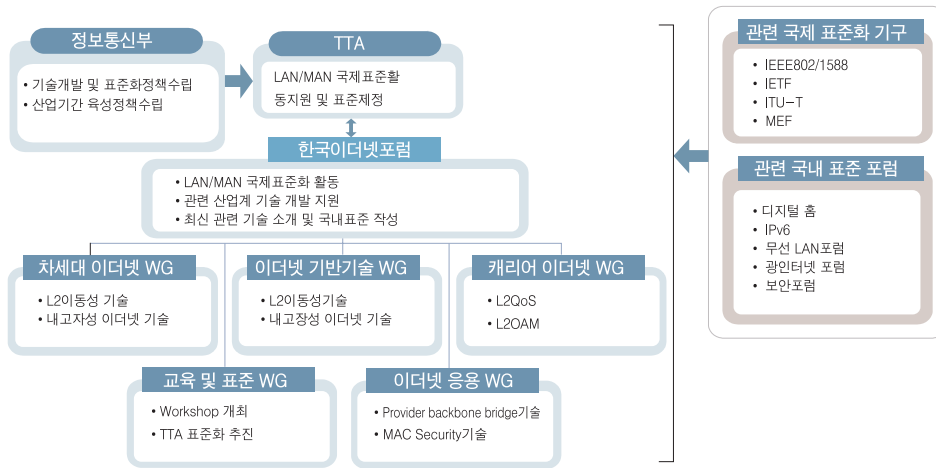 정보통신부
• 기술개발 및 표준화정책수립
• 산업기간 육성정책수립
TTA
LAN/MAN 국제표준활
동지원 및 표준제정
한국이더넷포럼
• LAN/MAN 국제표준화 활동
• 관련 산업계 기술 개발 지원
• 최신 관련 기술 소개 및 국내표준 작성
차세대 이더넷 WG
• L2이동성 기술
• 내고자성 이더넷 기술
이더넷 기반기술 WG
• L2이동성기술
• 내고장성 이더넷 기술
캐리어 이더넷 WG
• L2QoS
• L2OAM
교육 및 표준 WG
• Workshop 개최
• TTA 표준화 추진
이더넷 응용 WG
• Provider backbone bridge기술
• MAC Security기술
관련 국제 표준화 기구
• IEEE802/1588
• IETF
• ITU-T
• MEF
관련 국내 표준 포럼
• 디지털 홈
• IPv6
• 무선 LAN포럼
• 광인터넷 포럼
• 보안포럼